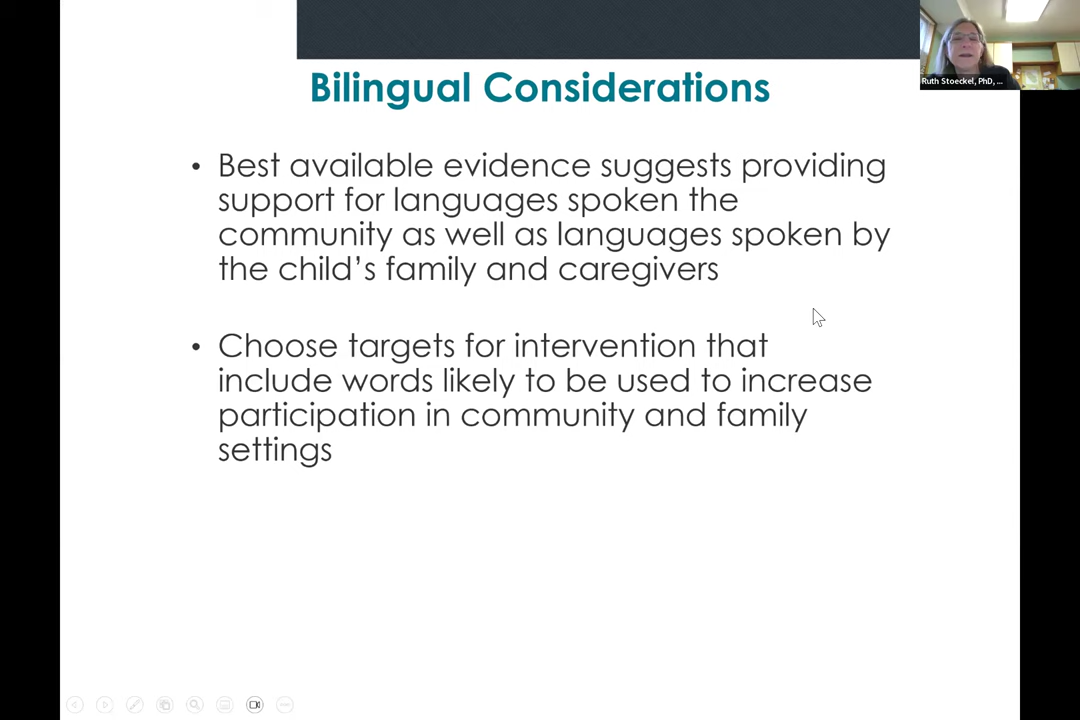 Bilingual Considerations
Ruth Stoeckel, PhD, ...
• Best available evidence suggests providing
support for languages spoken the
community as well as languages spoken by
the child's family and caregivers
• Choose targets for intervention that
include words likely to be used to increase
participation in community and family
settings